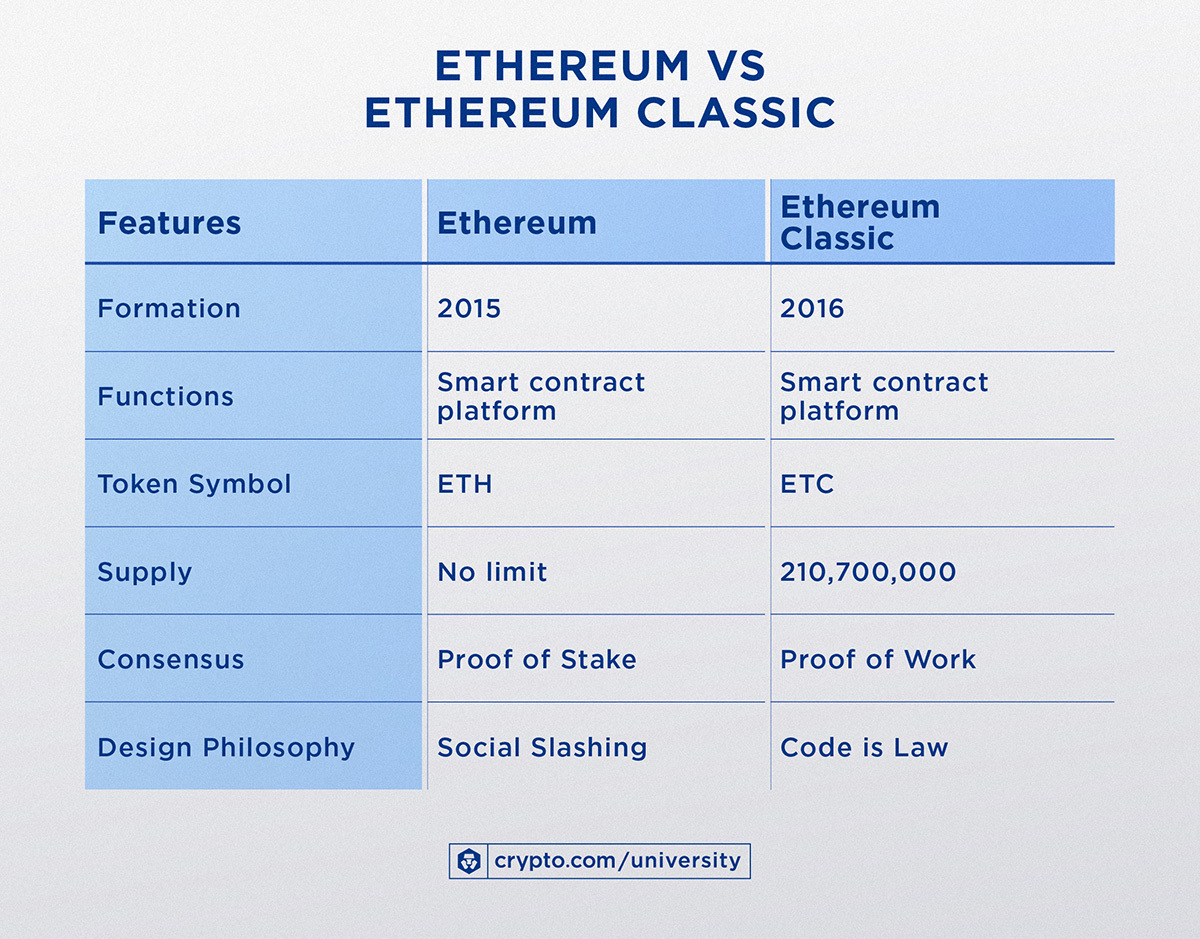 ETHEREUM VS
ETHEREUM CLASSIC
Features
Ethereum
Ethereum
Classic
Formation
2015
2016
Functions
Smart contract
platform
Smart contract
platform
Token Symbol
ETH
ETC
Supply
No limit
210,700,000
Consensus
Proof of Stake
Proof of Work
Design Philosophy
Social Slashing
Code is Law
crypto.com/university